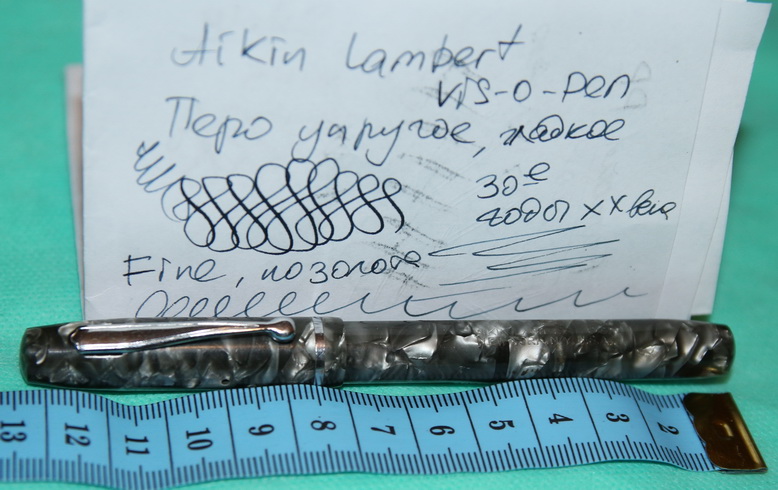 Aikin Lambert
Vis-o-pen
Перо упругое, гладкое
30е
годы XX века
Fine, позолота
13 12 11 10 9 8 7 6 5 4 3 2